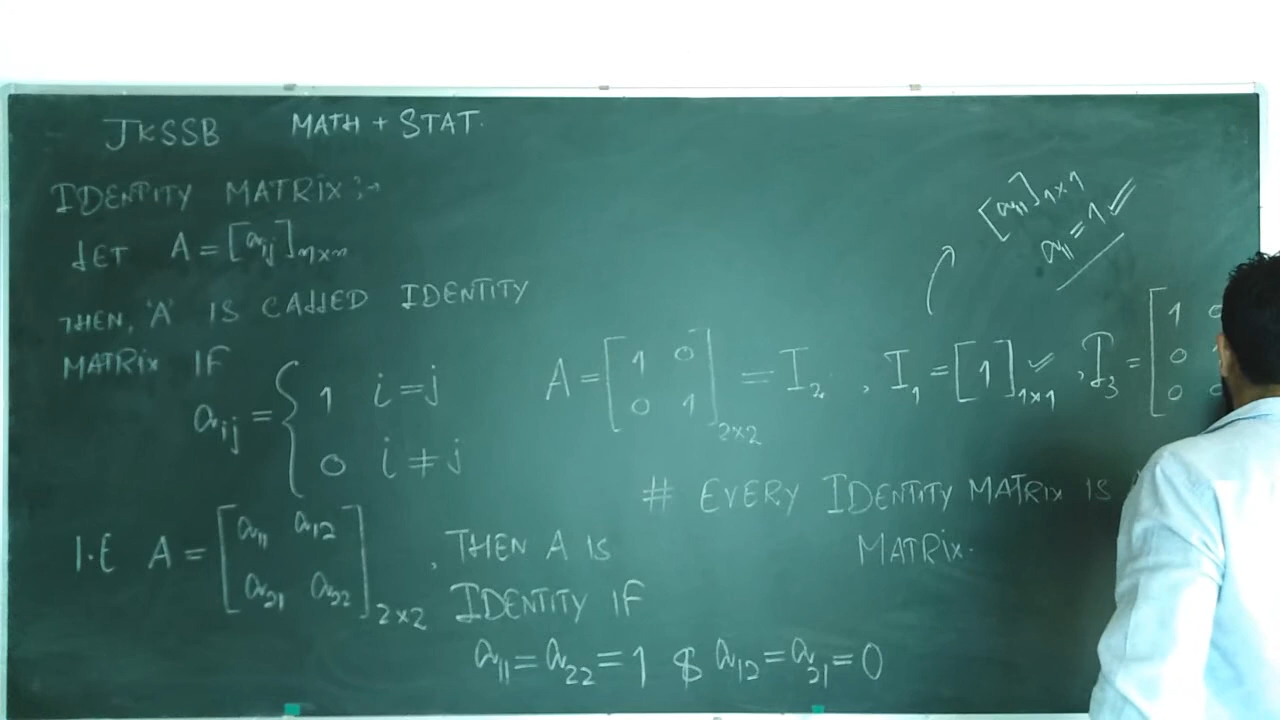 JKSSB MATH + STAT.
IDENTITY MATRIX :→
LET A = [aij]n×n
THEN, 'A' IS CALLED IDENTITY
MATRIX IF
aij = { 1 i = j
0 i ≠ j
I.E A = [a11 a12
a21 a22]2×2 , THEN A IS
IDENTITY IF
a11 = a22 = 1 & a12 = a21 = 0
[a11]1×1
a11 = 1
A = [1 0
0 1]2×2 = I2 , I1 = [1]1×1 ✓ , I3 = [1 0
0
0 0
# EVERY IDENTITY MATRIX IS
MATRIX.